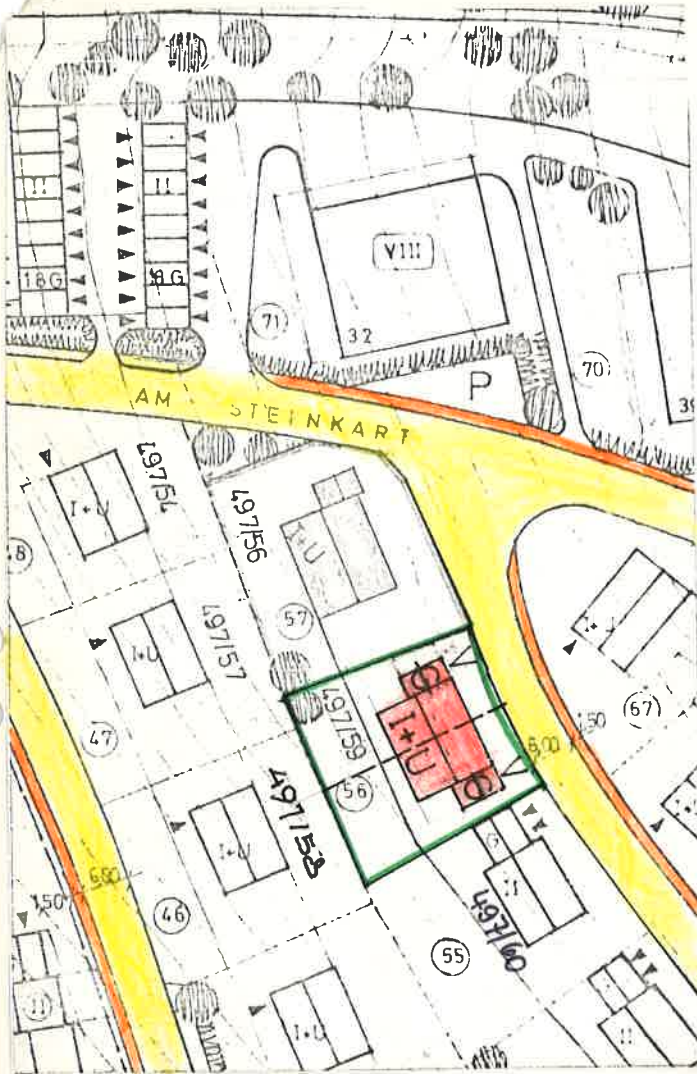 II
II
18G
8G
VIII
71
32
70
39
P
AM STEINKART
497/54
I+U
497/56
I+U
48
57
I+U
I+U
497/57
67
1,50
6,00
47
497/59
I+U
G
G
56
497/58
I+U
G
II
6,00
1,50
46
497/60
55
II
I+U
II